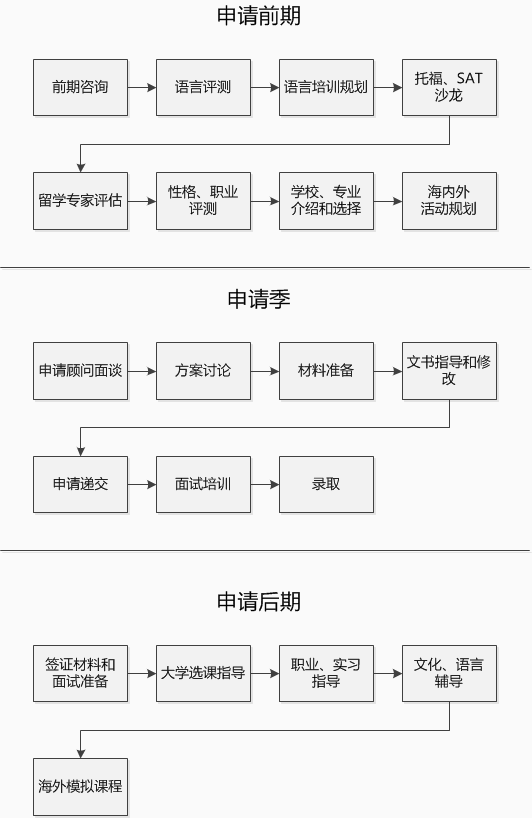 申请前期
前期咨询
语言评测
语言培训规划
托福、SAT
沙龙
留学专家评估
性格、职业
评测
学校、专业
介绍和选择
海内外
活动规划
申请季
申请顾问面谈
方案讨论
材料准备
文书指导和修
改
申请递交
面试培训
录取
申请后期
签证材料和
面试准备
大学选课指导
职业、实习
指导
文化、语言
辅导
海外模拟课程